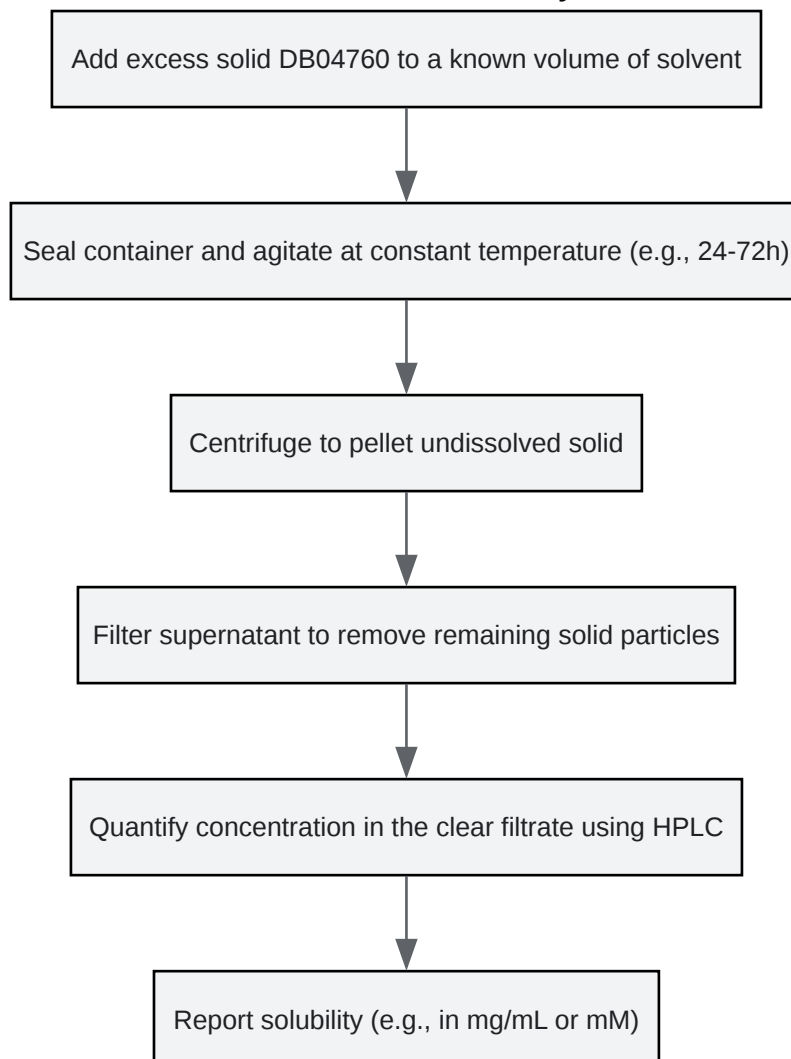 Add excess solid DB04760 to a known volume of solvent
Seal container and agitate at constant temperature (e.g., 24-72h)
Centrifuge to pellet undissolved solid
Filter supernatant to remove remaining solid particles
Quantify concentration in the clear filtrate using HPLC
Report solubility (e.g., in mg/mL or mM)